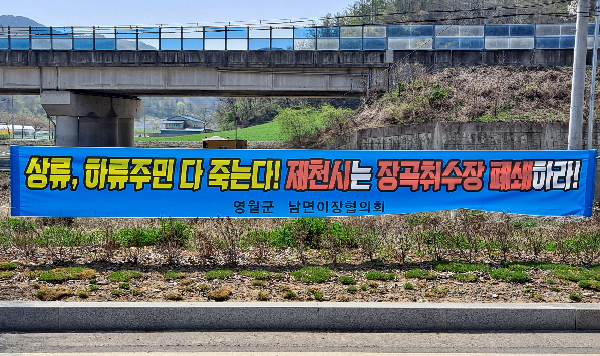 상류, 하류주민 다 죽는다! 제천시는 장곡취수장 폐쇄하라!
영월군 남면이장협의회